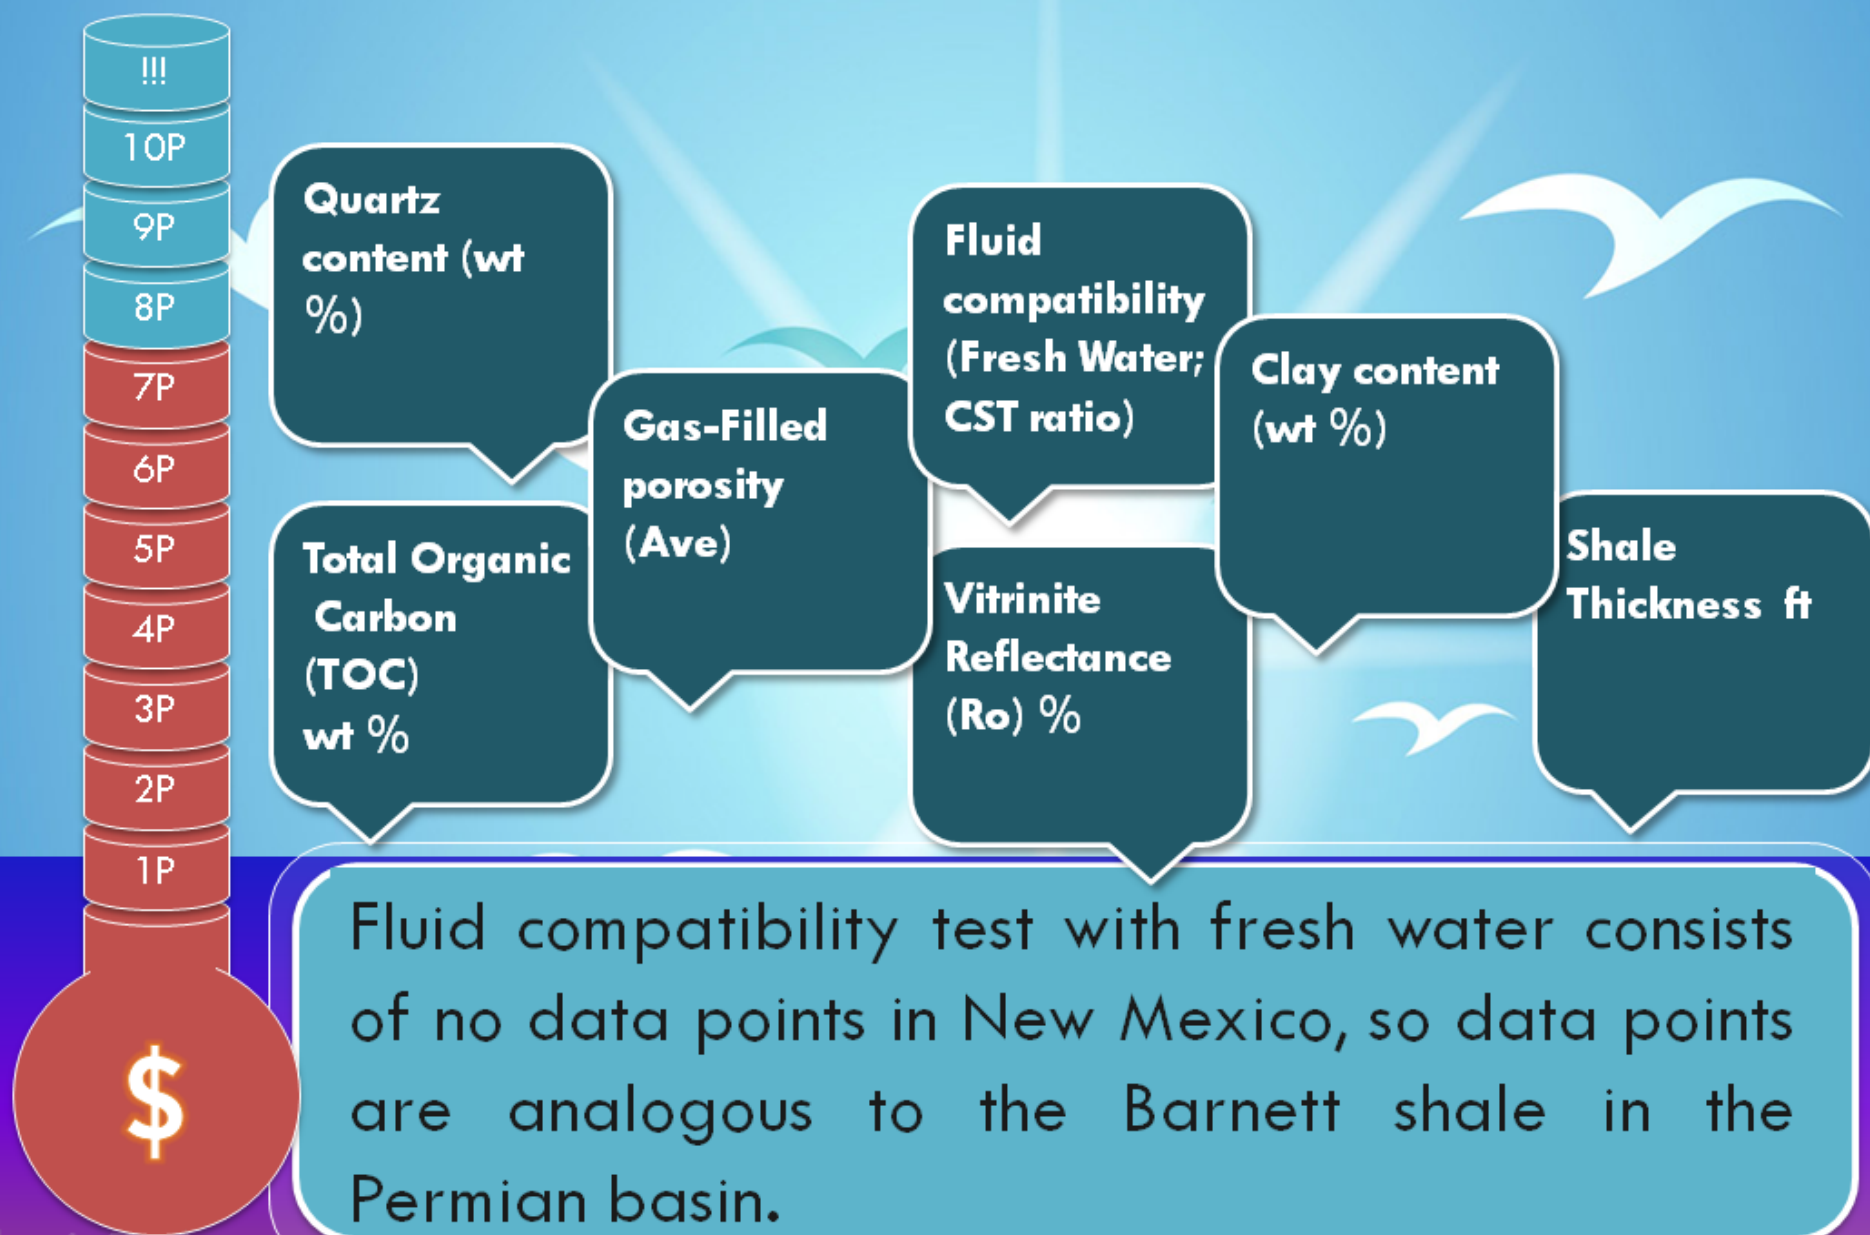 !!!
10P
9P
8P
7P
6P
5P
4P
3P
2P
1P
$
Quartz
content (wt
%)
Total Organic
Carbon
(TOC)
wt %
Gas-Filled
porosity
(Ave)
Fluid
compatibility
(Fresh Water;
CST ratio)
Vitrinite
Reflectance
(Ro) %
Clay content
(wt %)
Shale
Thickness ft
Fluid compatibility test with fresh water consists
of no data points in New Mexico, so data points
are analogous to the Barnett shale in the
Permian basin.